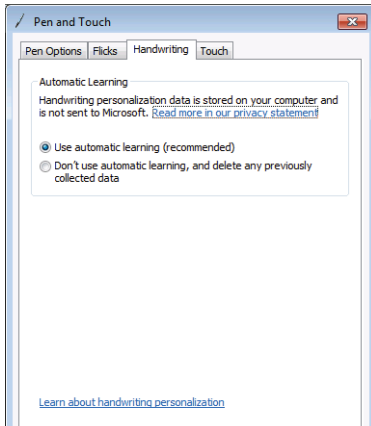 Pen and Touch
Pen Options Flicks Handwriting Touch
Automatic Learning
Handwriting personalization data is stored on your computer and
is not sent to Microsoft. Read more in our privacy statement
Use automatic learning (recommended)
Don't use automatic learning, and delete any previously
collected data
Learn about handwriting personalization